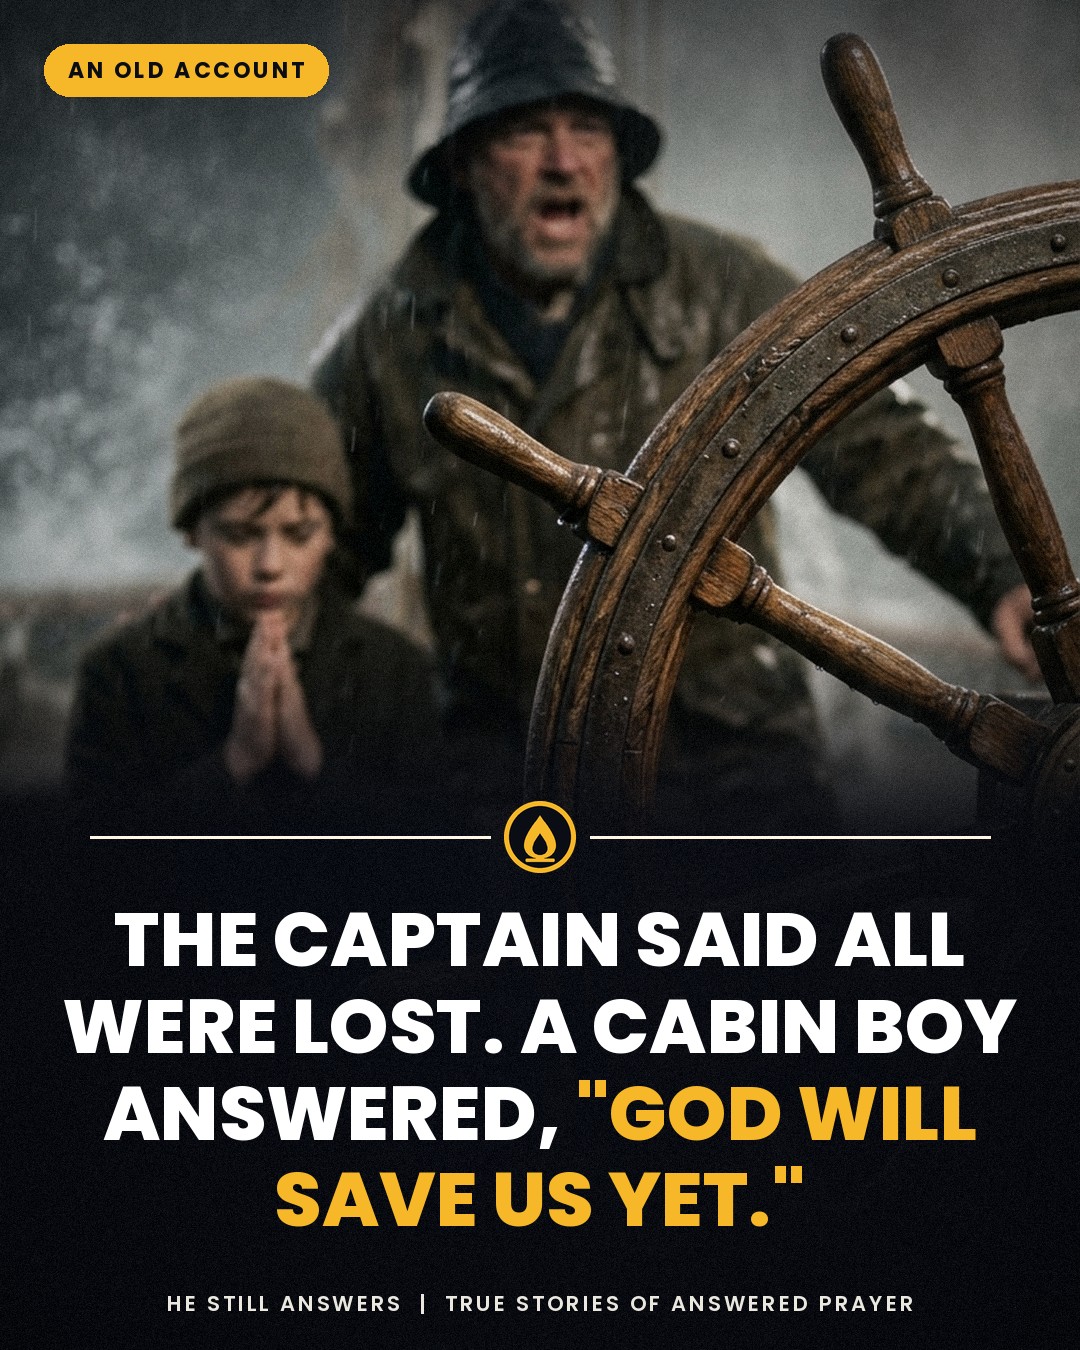 AN OLD ACCOUNT
THE CAPTAIN SAID ALL
WERE LOST. A CABIN BOY
ANSWERED, "GOD WILL
SAVE US YET."
HE STILL ANSWERS | TRUE STORIES OF ANSWERED PRAYER